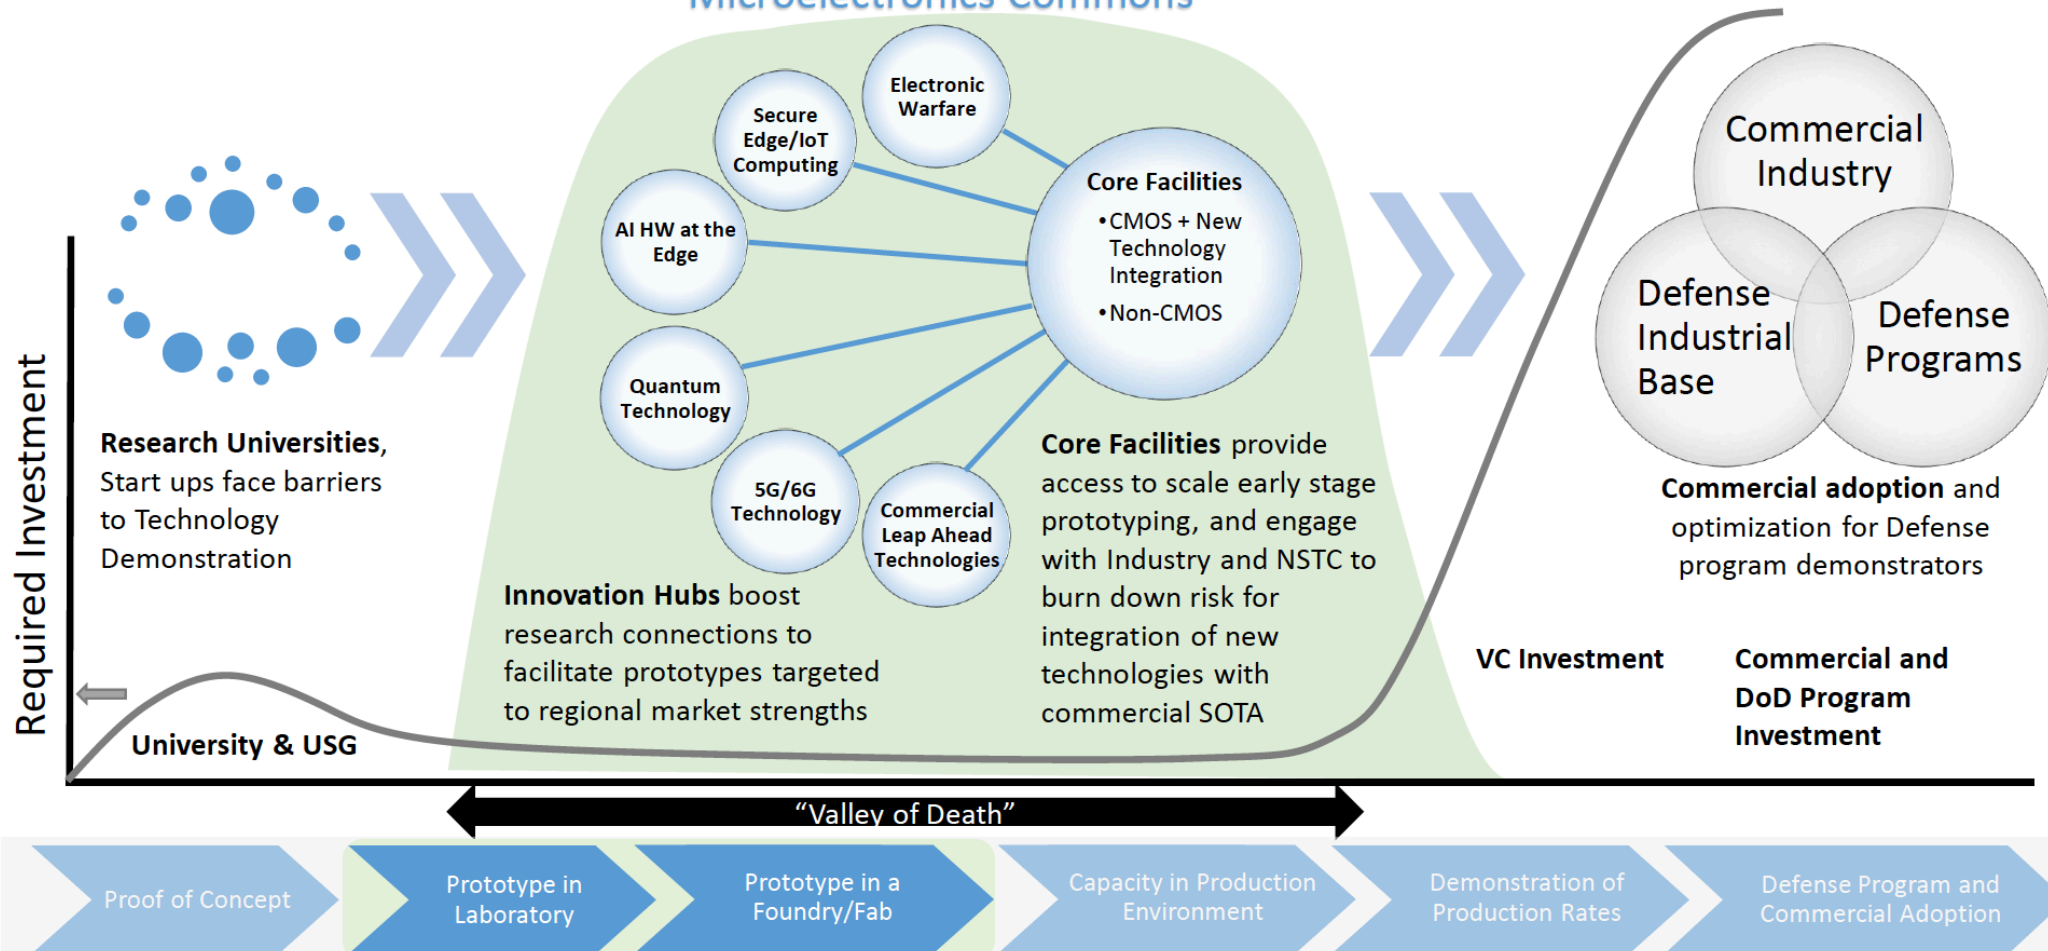 Microelectronics Commons
Electronic
Warfare
Secure
Edge/IoT
Computing
AI HW at the
Edge
Quantum
Technology
5G/6G
Technology
Commercial
Leap Ahead
Technologies
Core Facilities
•CMOS + New
Technology
Integration
•Non-CMOS
Commercial
Industry
Defense
Industrial
Base
Defense
Programs
Required Investment
Research Universities,
Start ups face barriers
to Technology
Demonstration
Innovation Hubs boost
research connections to
facilitate prototypes targeted
to regional market strengths
Core Facilities provide
access to scale early stage
prototyping, and engage
with Industry and NSTC to
burn down risk for
integration of new
technologies with
commercial SOTA
Commercial adoption and
optimization for Defense
program demonstrators
University & USG
VC Investment
Commercial and
DoD Program
Investment
“Valley of Death”
Proof of Concept
Prototype in
Laboratory
Prototype in a
Foundry/Fab
Capacity in Production
Environment
Demonstration of
Production Rates
Defense Program and
Commercial Adoption